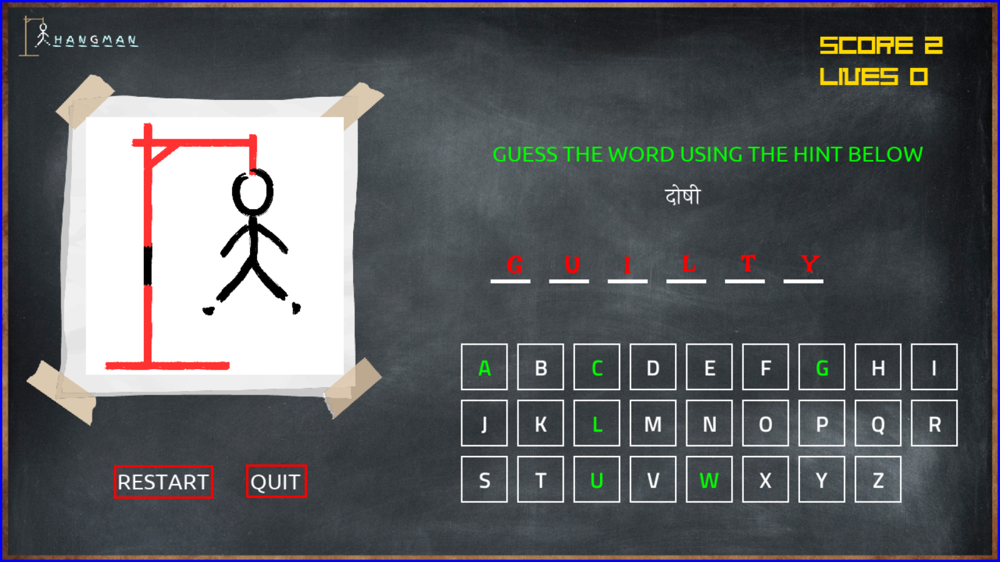 HANGMAN
SCORE 2
LIVES 0
GUESS THE WORD USING THE HINT BELOW
दोषी
G U I L T Y
A B C D E F G H I
J K L M N O P Q R
S T U V W X Y Z
RESTART QUIT